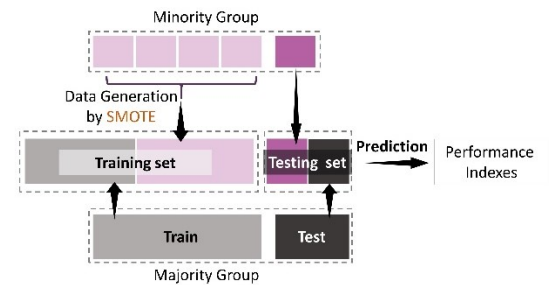 Minority Group
Data Generation
by SMOTE
Training set
Testing set
Prediction
Performance
Indexes
Train
Test
Majority Group